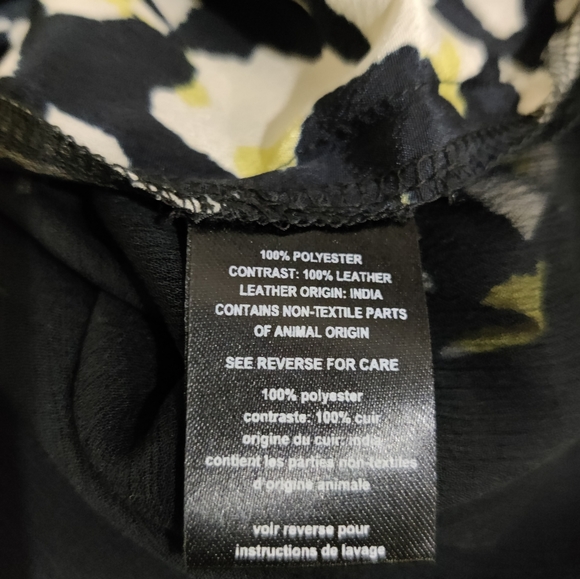 100% POLYESTER
CONTRAST: 100% LEATHER
LEATHER ORIGIN: INDIA
CONTAINS NON-TEXTILE PARTS
OF ANIMAL ORIGIN
SEE REVERSE FOR CARE
100% polyester
contraste: 100% cuir
origine du cuir: india
contient les parties non-textiles
d'origine animale
voir reverse pour
instructions de lavage